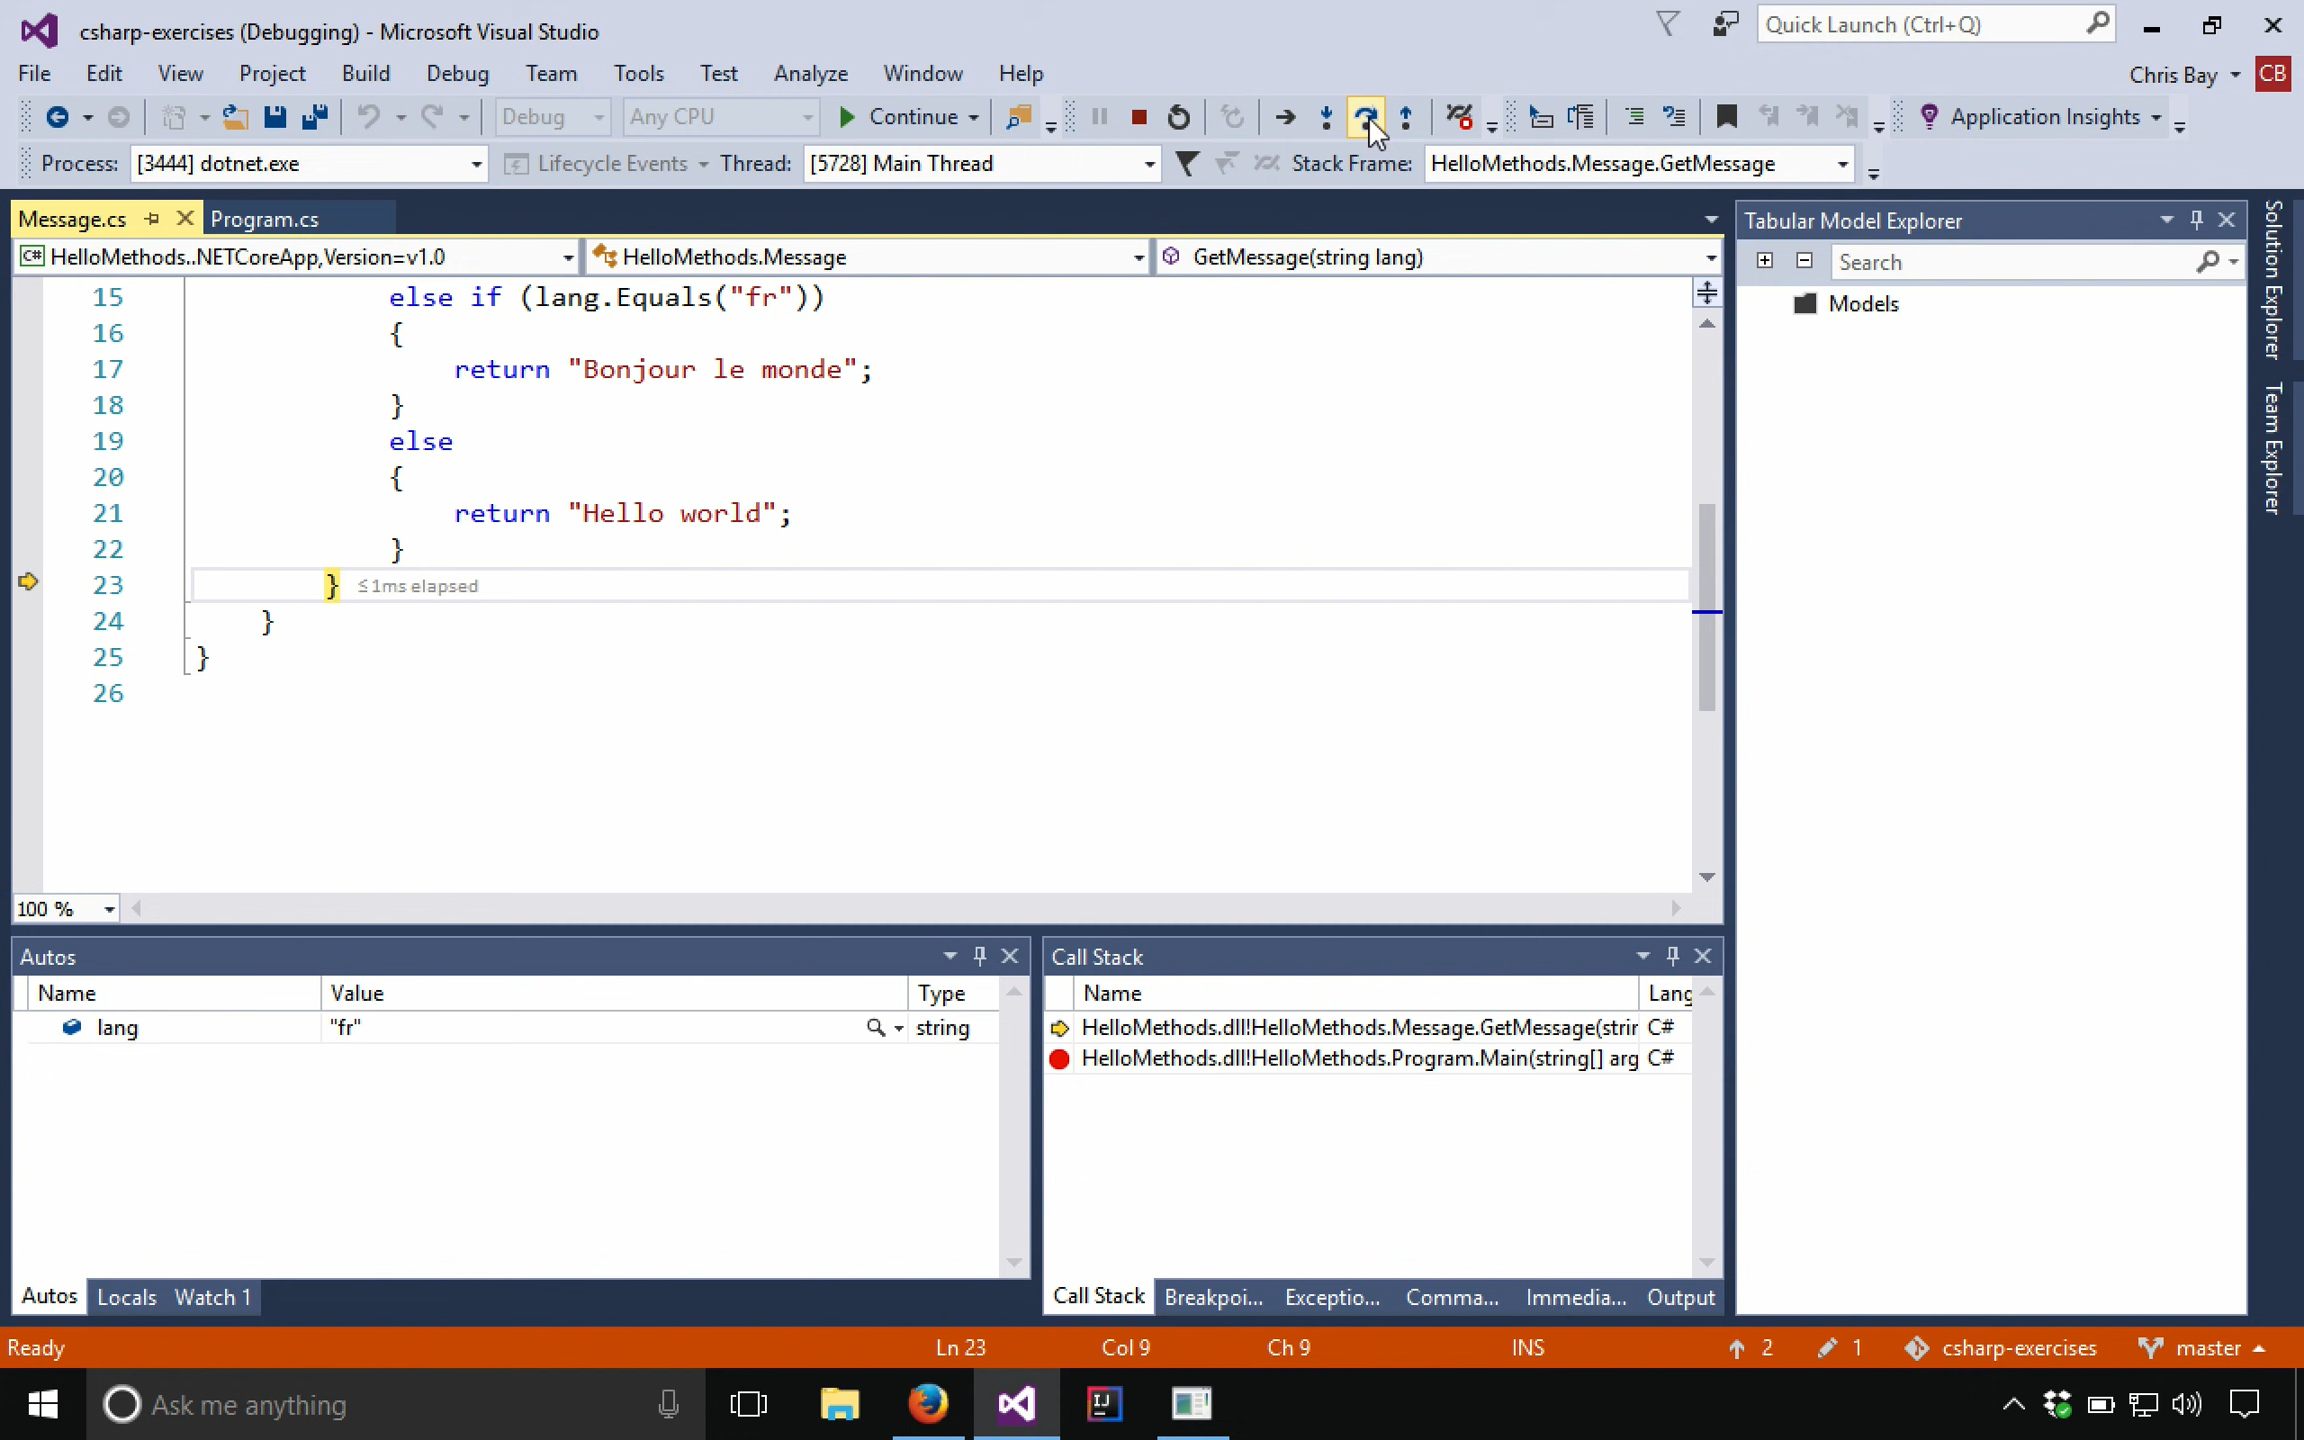 csharp-exercises (Debugging) - Microsoft Visual Studio
Quick Launch (Ctrl+Q)
File Edit View Project Build Debug Team Tools Test Analyze Window Help
Chris Bay CB
Debug Any CPU Continue Application Insights
Process: [3444] dotnet.exe Lifecycle Events Thread: [5728] Main Thread Stack Frame: HelloMethods.Message.GetMessage
Message.cs Program.cs
C# HelloMethods..NETCoreApp,Version=v1.0 HelloMethods.Message GetMessage(string lang)
15 else if (lang.Equals("fr"))
16 {
17 return "Bonjour le monde";
18 }
19 else
20 {
21 return "Hello world";
22 }
23 } ≤1ms elapsed
24 }
25 }
26
100 %
Tabular Model Explorer
Search
Models
Solution Explorer
Team Explorer
Autos
Name Value Type
lang "fr" string
Autos Locals Watch 1
Call Stack
Name Lang
HelloMethods.dll!HelloMethods.Message.GetMessage(strin C#
HelloMethods.dll!HelloMethods.Program.Main(string[] arg C#
Call Stack Breakpoi... Exceptio... Comma... Immedia... Output
Ready Ln 23 Col 9 Ch 9 INS 2 1 csharp-exercises master
Ask me anything
IJ